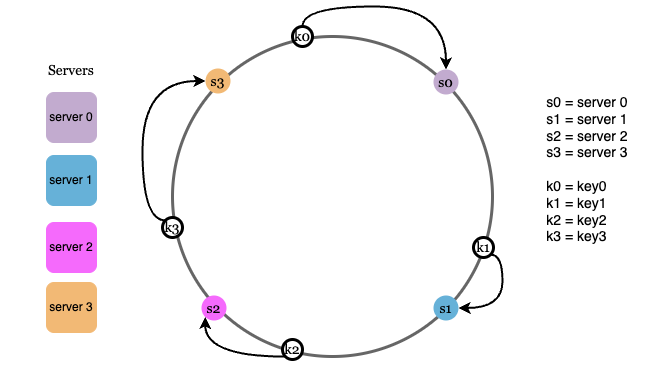 Servers
server 0
server 1
server 2
server 3
k0
s0
s3
k1
k3
s1
s2
k2
s0 = server 0
s1 = server 1
s2 = server 2
s3 = server 3
k0 = key0
k1 = key1
k2 = key2
k3 = key3